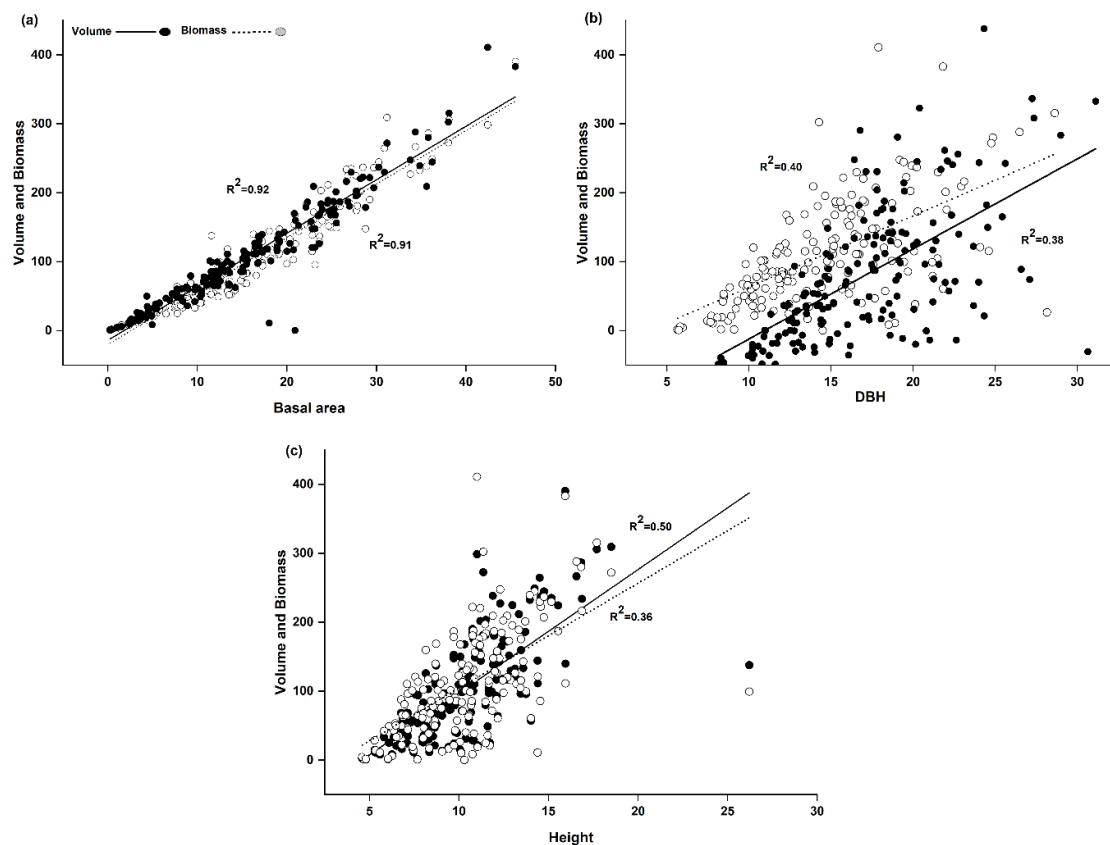 (a)
Volume
Biomass
400
300
200
100
0
Volume and Biomass
R2=0.92
R2=0.91
0 10 20 30 40 50
Basal area
(b)
400
300
200
100
0
Volume and Biomass
R2=0.40
R2=0.38
5 10 15 20 25 30
DBH
(c)
400
300
200
100
0
Volume and Biomass
R2=0.50
R2=0.36
5 10 15 20 25 30
Height